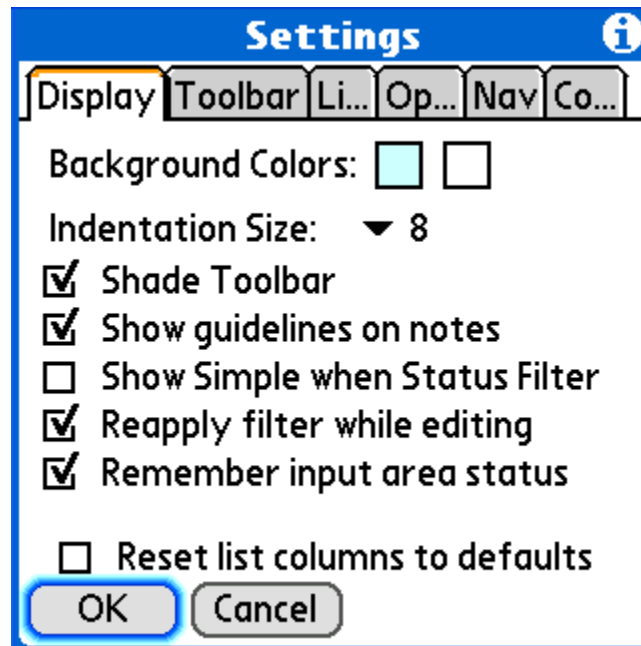 Settings
Display Toolbar Li... Op... Nav Co...
Background Colors:
Indentation Size: 8
Shade Toolbar
Show guidelines on notes
Show Simple when Status Filter
Reapply filter while editing
Remember input area status
Reset list columns to defaults
OK Cancel